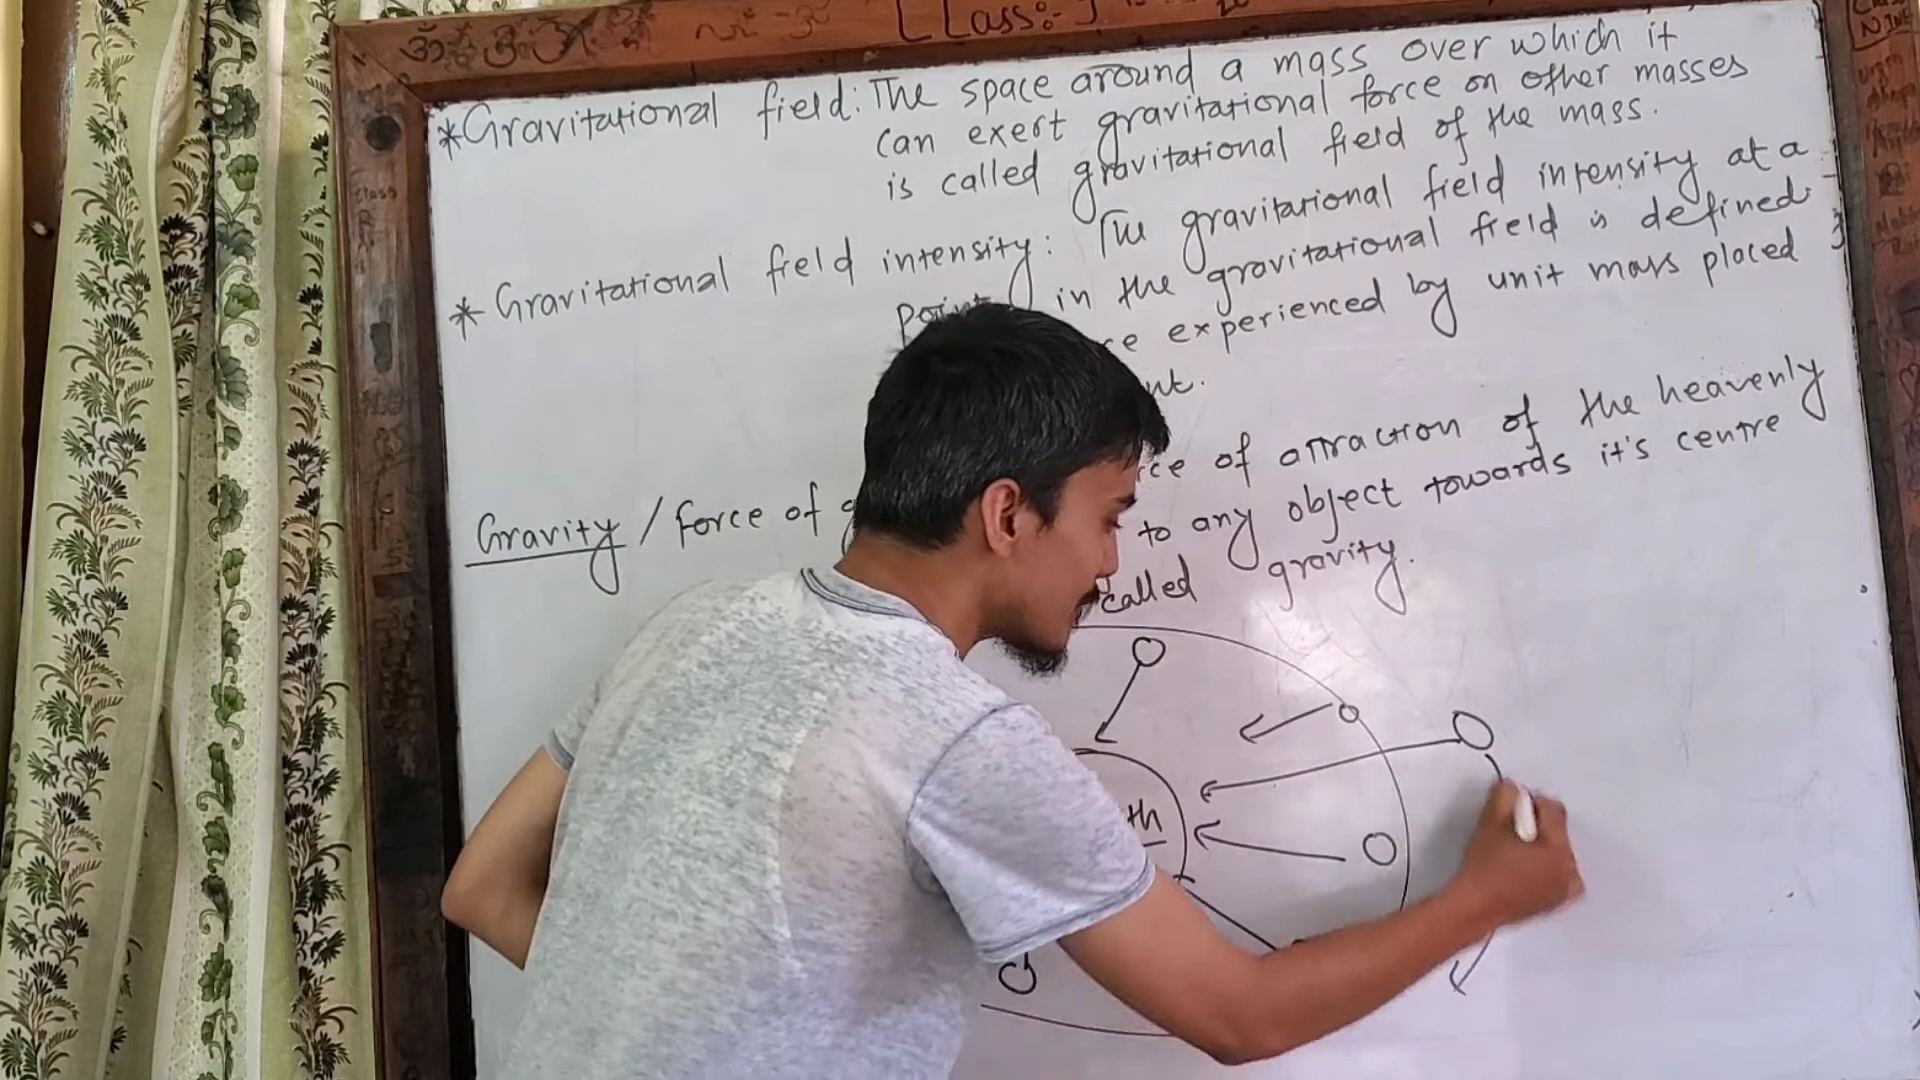 ॐ
[Class:-
*Gravitational field: The space around a mass over which it
can exert gravitational force on other masses
is called gravitational field of the mass.
* Gravitational field intensity: The gravitational field intensity at a
point in the gravitational field is defined
experienced by unit mass placed
Gravity / Force of of attraction of the heavenly
to any object towards it's centre
called gravity.
th
class